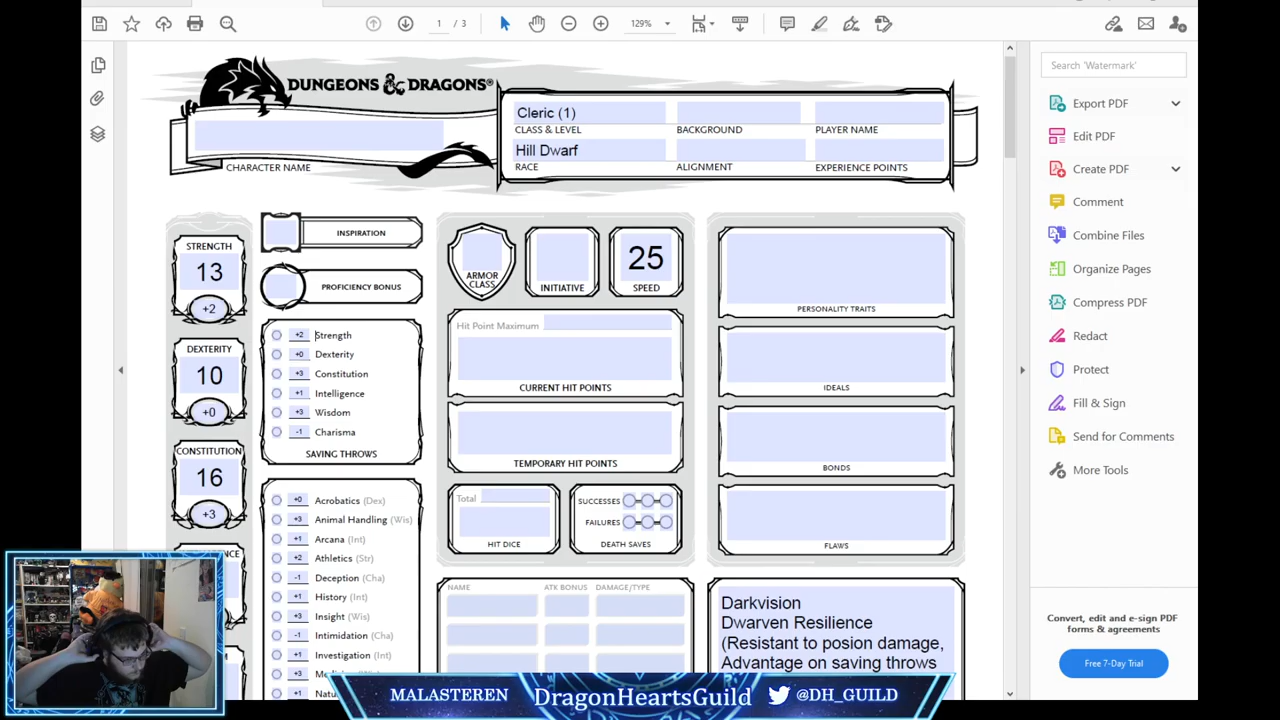 1 / 3
129%
Search 'Watermark'
DUNGEONS & DRAGONS®
CHARACTER NAME
Cleric (1)
CLASS & LEVEL
BACKGROUND
PLAYER NAME
Hill Dwarf
RACE
ALIGNMENT
EXPERIENCE POINTS
STRENGTH
13
+2
DEXTERITY
10
+0
CONSTITUTION
16
+3
INSPIRATION
PROFICIENCY BONUS
+2 Strength
+0 Dexterity
+3 Constitution
+1 Intelligence
+3 Wisdom
-1 Charisma
SAVING THROWS
+0 Acrobatics (Dex)
+3 Animal Handling (Wis)
+1 Arcana (Int)
+2 Athletics (Str)
-1 Deception (Cha)
+1 History (Int)
+3 Insight (Wis)
-1 Intimidation (Cha)
+1 Investigation (Int)
+3
+1
ARMOR CLASS
INITIATIVE
25
SPEED
Hit Point Maximum
CURRENT HIT POINTS
TEMPORARY HIT POINTS
Total
HIT DICE
SUCCESSES
FAILURES
DEATH SAVES
NAME
ATK BONUS
DAMAGE/TYPE
PERSONALITY TRAITS
IDEALS
BONDS
FLAWS
Darkvision
Dwarven Resilience
(Resistant to posion damage,
Advantage on saving throws
Export PDF
Edit PDF
Create PDF
Comment
Combine Files
Organize Pages
Compress PDF
Redact
Protect
Fill & Sign
Send for Comments
More Tools
Convert, edit and e-sign PDF
forms & agreements
Free 7-Day Trial
MALASTEREN
DragonHeartsGuild
@DH_GUILD